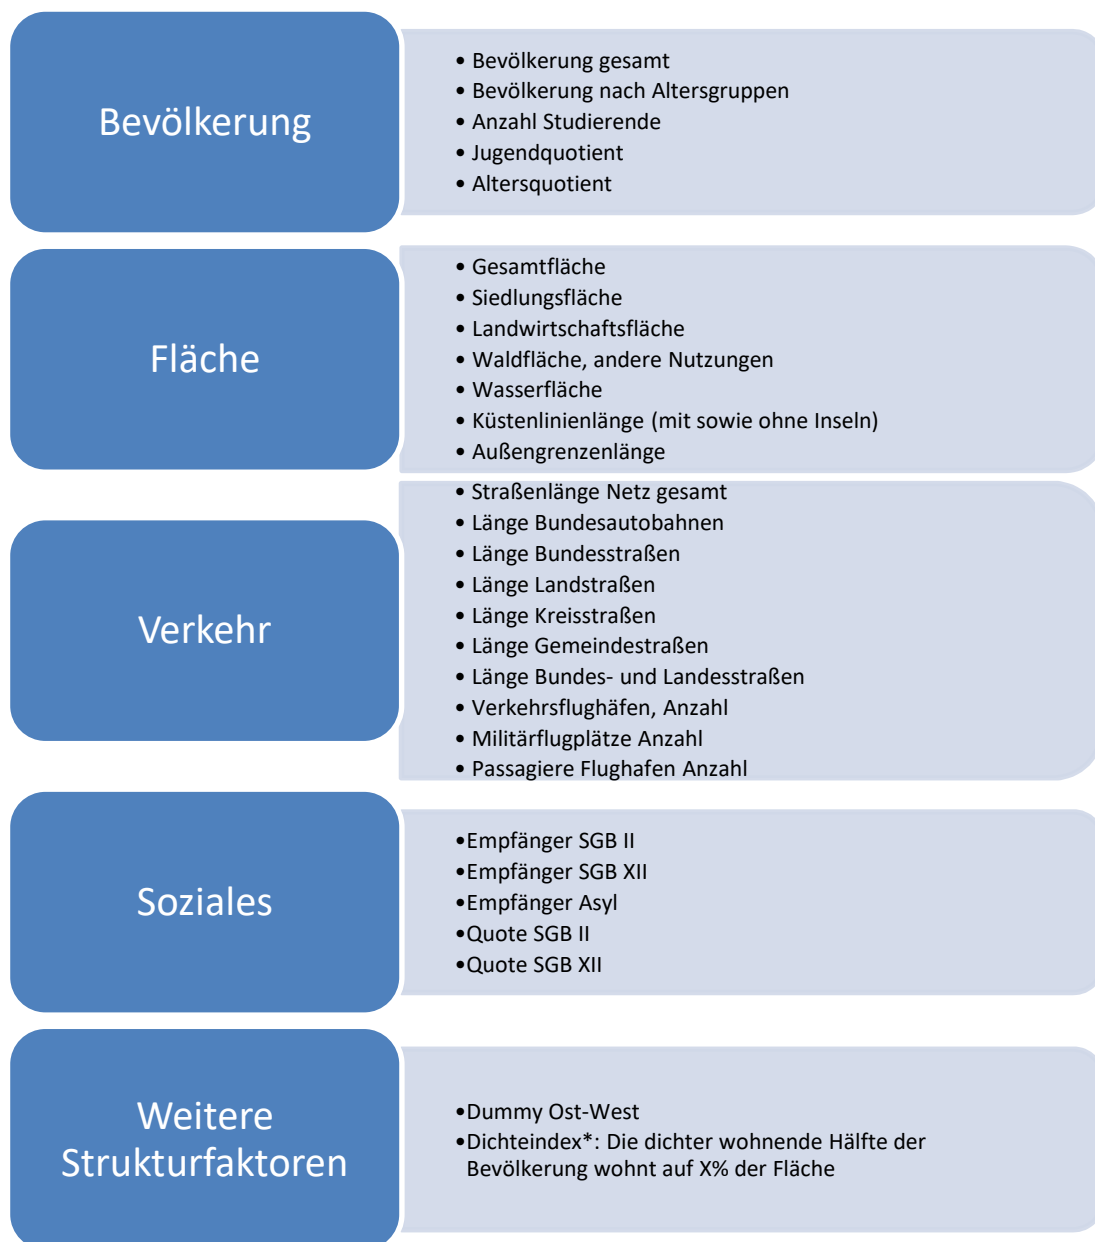 Bevölkerung
• Bevölkerung gesamt
• Bevölkerung nach Altersgruppen
• Anzahl Studierende
• Jugendquotient
• Altersquotient
Fläche
• Gesamtfläche
• Siedlungsfläche
• Landwirtschaftsfläche
• Waldfläche, andere Nutzungen
• Wasserfläche
• Küstenlinienlänge (mit sowie ohne Inseln)
• Außengrenzenlänge
Verkehr
• Straßenlänge Netz gesamt
• Länge Bundesautobahnen
• Länge Bundesstraßen
• Länge Landstraßen
• Länge Kreisstraßen
• Länge Gemeindestraßen
• Länge Bundes- und Landesstraßen
• Verkehrsflughäfen, Anzahl
• Militärflugplätze Anzahl
• Passagiere Flughafen Anzahl
Soziales
•Empfänger SGB II
•Empfänger SGB XII
•Empfänger Asyl
•Quote SGB II
•Quote SGB XII
Weitere
Strukturfaktoren
•Dummy Ost-West
•Dichteindex*: Die dichter wohnende Hälfte der
Bevölkerung wohnt auf X% der Fläche